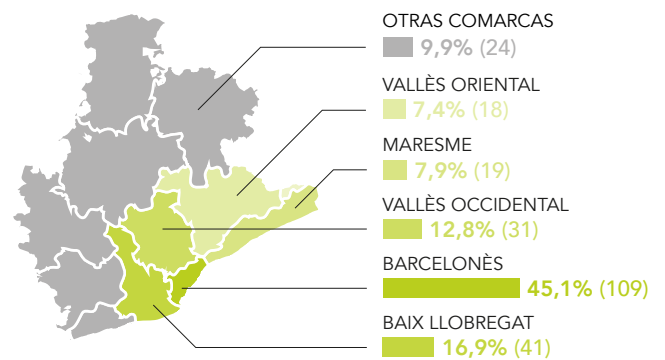 OTRAS COMARCAS
9,9% (24)
VALLÈS ORIENTAL
7,4% (18)
MARESME
7,9% (19)
VALLÈS OCCIDENTAL
12,8% (31)
BARCELONÈS
45,1% (109)
BAIX LLOBREGAT
16,9% (41)